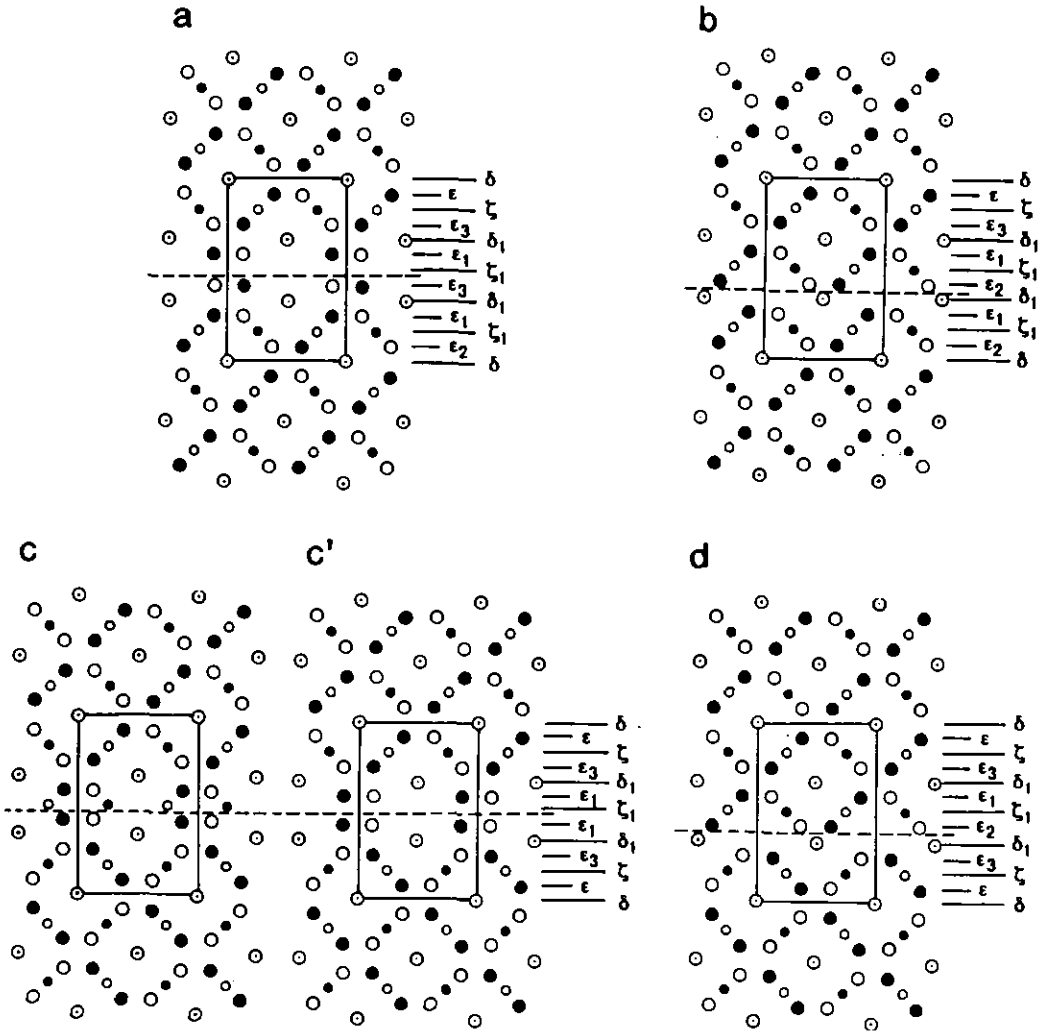 a
δ
ε
ζ
ε₃
δ₁
ε₁
ζ₁
ε₃
δ₁
ε₁
ζ₁
ε₂
δ
b
δ
ε
ζ
ε₃
δ₁
ε₁
ζ₁
ε₂
δ₁
ε₁
ζ₁
ε₂
δ
c
c'
δ
ε
ζ
ε₃
δ₁
ε₁
ζ₁
ε₁
δ₁
ε₃
ζ
ε
δ
d
δ
ε
ζ
ε₃
δ₁
ε₁
ζ₁
ε₂
δ₁
ε₃
ζ
ε
δ